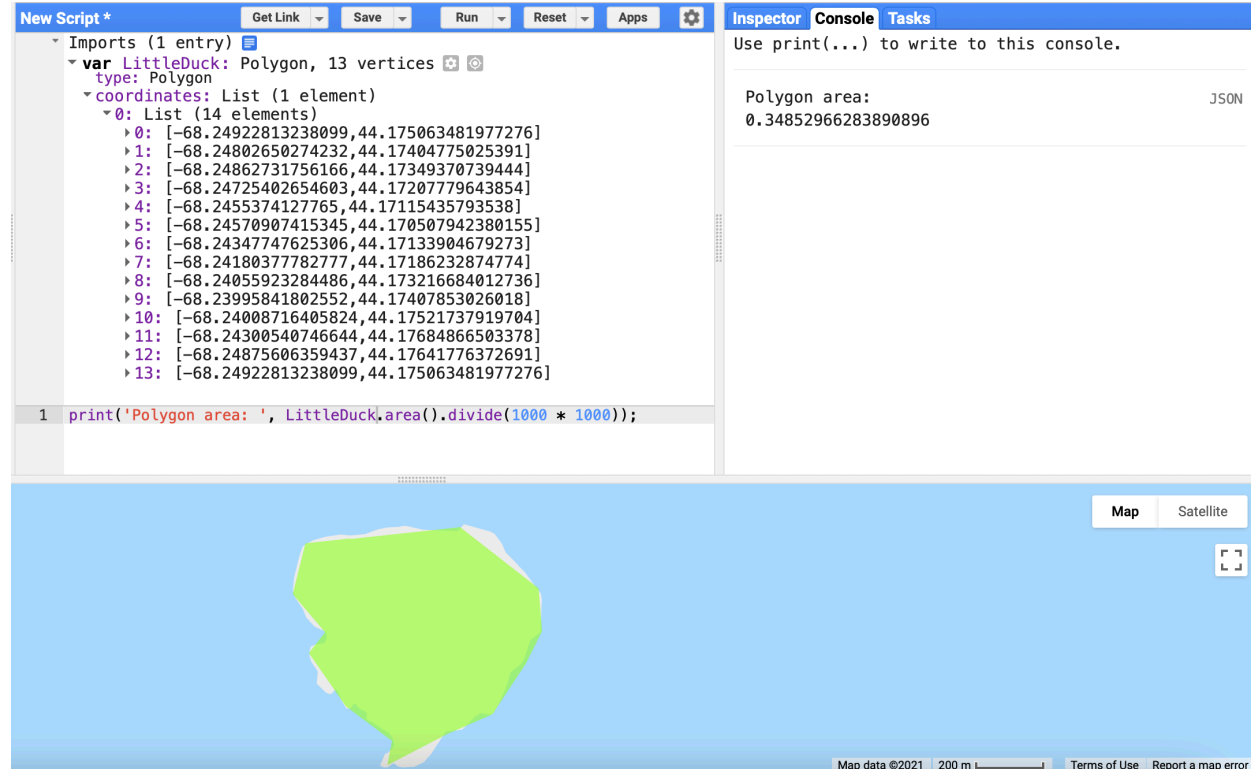 New Script *
Get Link
Save
Run
Reset
Apps
Imports (1 entry)
var LittleDuck: Polygon, 13 vertices
type: Polygon
coordinates: List (1 element)
0: List (14 elements)
0: [-68.24922813238099,44.175063481977276]
1: [-68.24802650274232,44.17404775025391]
2: [-68.24862731756166,44.17349370739444]
3: [-68.24725402654603,44.17207779643854]
4: [-68.2455374127765,44.17115435793538]
5: [-68.24570907415345,44.170507942380155]
6: [-68.24347747625306,44.17133904679273]
7: [-68.24180377782777,44.17186232874774]
8: [-68.24055923284486,44.173216684012736]
9: [-68.23995841802552,44.17407853026018]
10: [-68.24008716405824,44.17521737919704]
11: [-68.24300540746644,44.17684866503378]
12: [-68.24875606359437,44.17641776372691]
13: [-68.24922813238099,44.175063481977276]
1 print('Polygon area: ', LittleDuck.area().divide(1000 * 1000));
Inspector Console Tasks
Use print(...) to write to this console.
Polygon area:
JSON
0.34852966283890896
Map
Satellite
Map data ©2021
200 m
Terms of Use
Report a map error